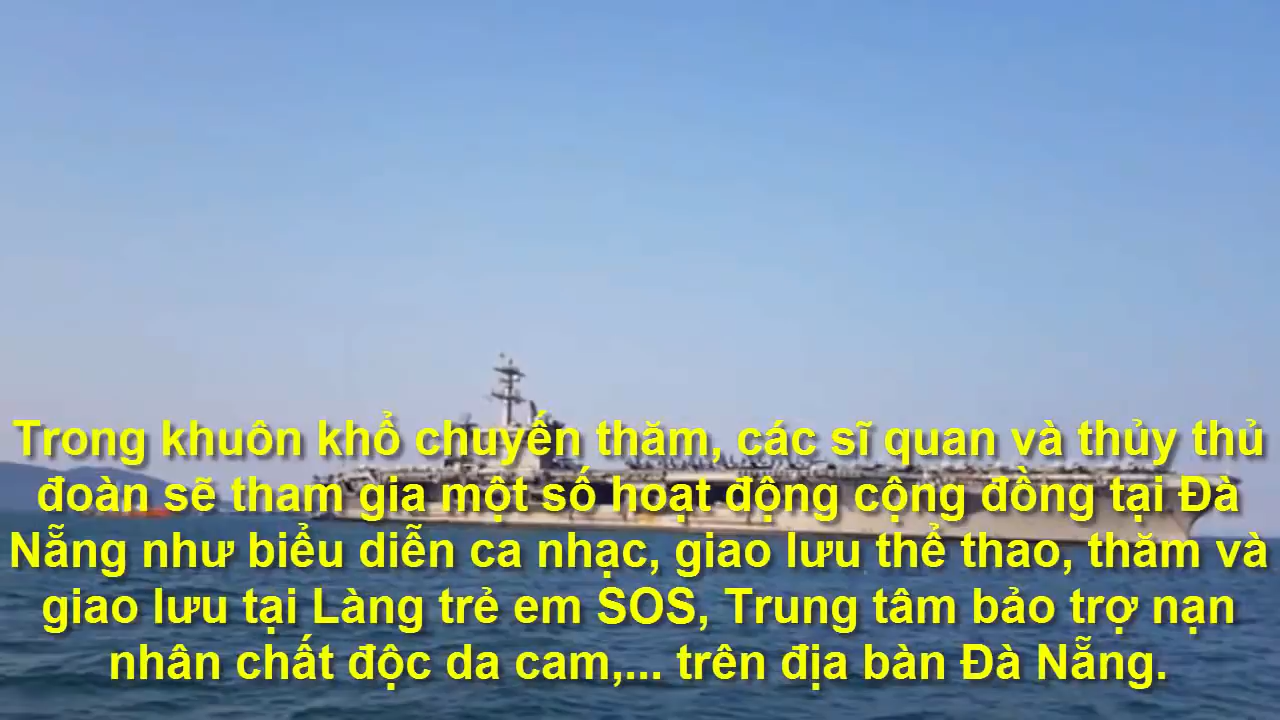 Trong khuôn khổ chuyến thăm, các sĩ quan và thủy thủ
đoàn sẽ tham gia một số hoạt động cộng đồng tại Đà
Nẵng như biểu diễn ca nhạc, giao lưu thể thao, thăm và
giao lưu tại Làng trẻ em SOS, Trung tâm bảo trợ nạn
nhân chất độc da cam,... trên địa bàn Đà Nẵng.